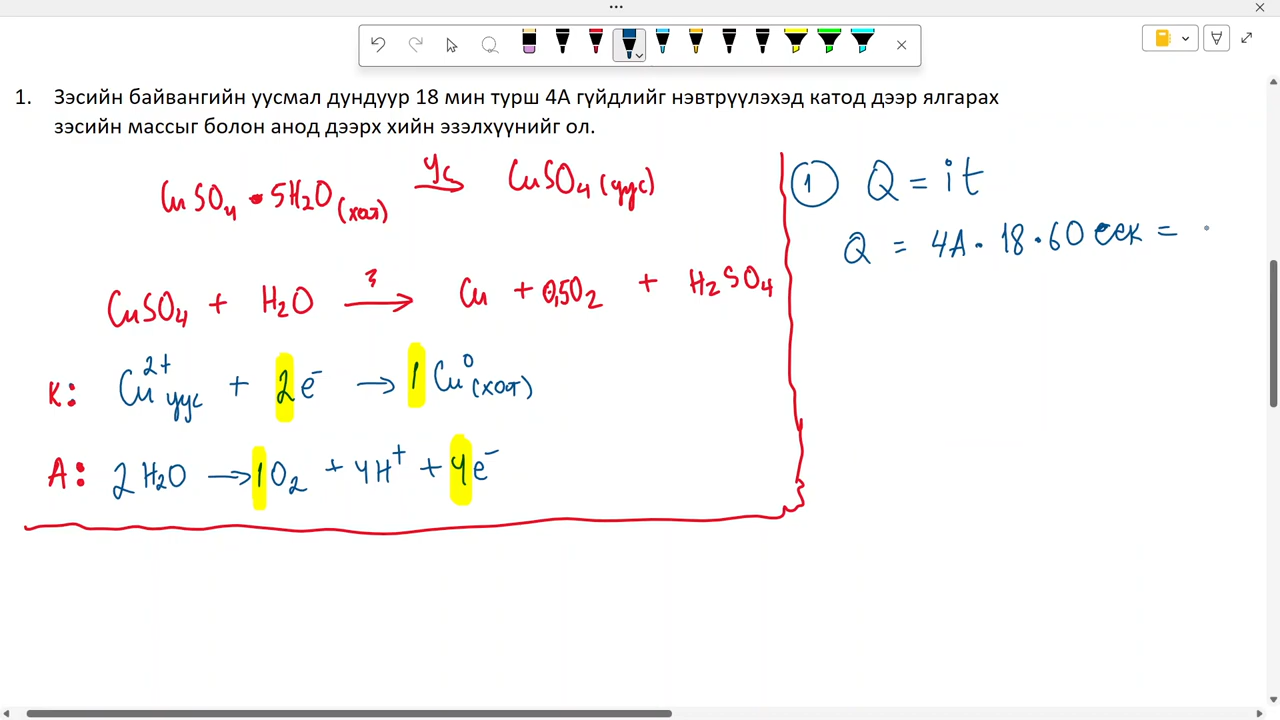 1. Зэсийн байвангийн уусмал дундуур 18 мин турш 4А гүйдлийг нэвтрүүлэхэд катод дээр ялгарах
зэсийн массыг болон анод дээрх хийн эзэлхүүнийг ол.
CuSO4 • 5H2O (хат) ус → CuSO4 (уус)
CuSO4 + H2O з → Cu + 0,5O2 + H2SO4
К: Cu2+ уус + 2e- → 1 Cu0 (хат)
А: 2H2O → 1O2 + 4H+ + 4e-
1 Q = it
Q = 4A • 18 • 60 сек =